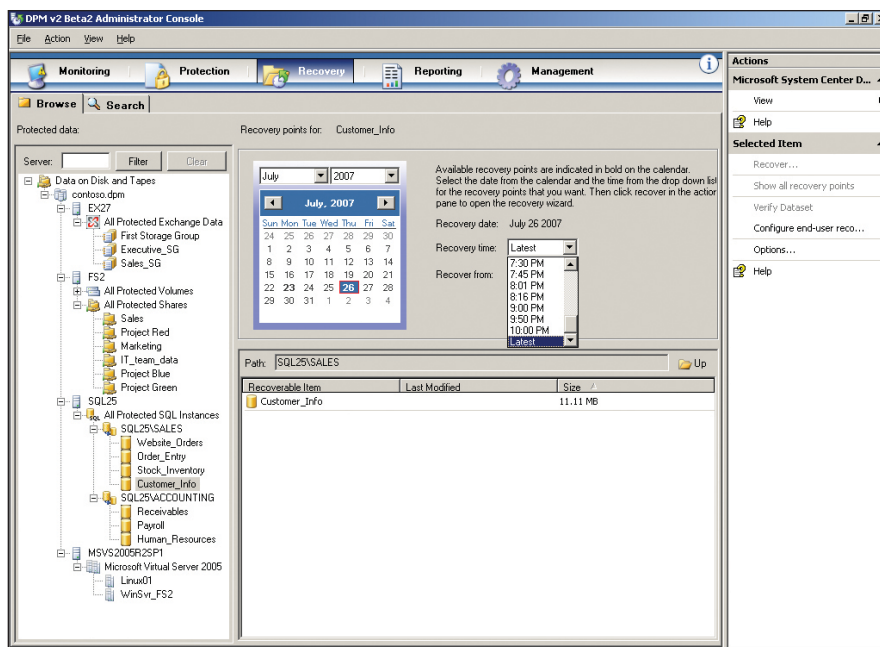 DPM v2 Beta2 Administrator Console
File Action View Help
Monitoring Protection Recovery Reporting Management
Browse Search
Protected data:
Server: Filter Clear
Data on Disk and Tapes
contoso.dpm
EX27
All Protected Exchange Data
First Storage Group
Executive_SG
Sales_SG
FS2
All Protected Volumes
All Protected Shares
Sales
Project Red
Marketing
IT_team_data
Project Blue
Project Green
SQL25
All Protected SQL Instances
SQL25\SALES
Website_Orders
Order_Entry
Stock_Inventory
Customer_Info
SQL25\ACCOUNTING
Receivables
Payroll
Human_Resources
MSVS2005R2SP1
Microsoft Virtual Server 2005
Linux01
WinSvr_FS2
Recovery points for: Customer_Info
July 2007
July, 2007
Sun Mon Tue Wed Thu Fri Sat
24 25 26 27 28 29 30
1 2 3 4 5 6 7
8 9 10 11 12 13 14
15 16 17 18 19 20 21
22 23 24 25 26 27 28
29 30 31 1 2 3 4
Available recovery points are indicated in bold on the calendar.
Select the date from the calendar and the time from the drop down list
for the recovery points that you want. Then click recover in the action
pane to open the recovery wizard.
Recovery date: July 26 2007
Recovery time: Latest
Recover from:
7:30 PM
7:45 PM
8:01 PM
8:16 PM
9:00 PM
9:50 PM
10:00 PM
Latest
Path: SQL25\SALES Up
Recoverable Item Last Modified Size
Customer_Info 11.11 MB
Actions
Microsoft System Center D...
View
Help
Selected Item
Recover...
Show all recovery points
Verify Dataset
Configure end-user reco...
Options...
Help